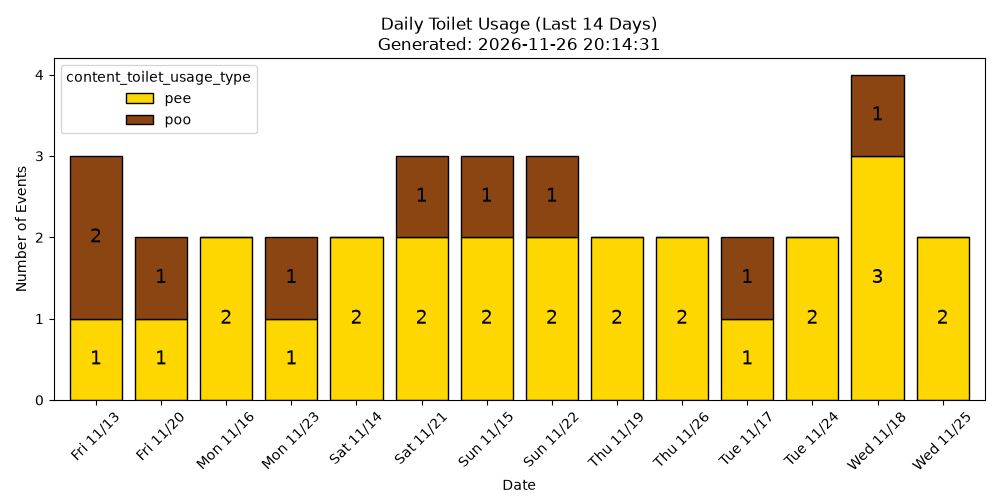 Daily Toilet Usage (Last 14 Days)
Generated: 2026-11-26 20:14:31
content_toilet_usage_type
pee
poo
Number of Events
4
3
2
1
0
2 1
1 1
2
1 1
2
1 2
1 2
1 2
2
2
1 1
2
1 3
2
Fri 11/13
Fri 11/20
Mon 11/16
Mon 11/23
Sat 11/14
Sat 11/21
Sun 11/15
Sun 11/22
Thu 11/19
Thu 11/26
Tue 11/17
Tue 11/24
Wed 11/18
Wed 11/25
Date